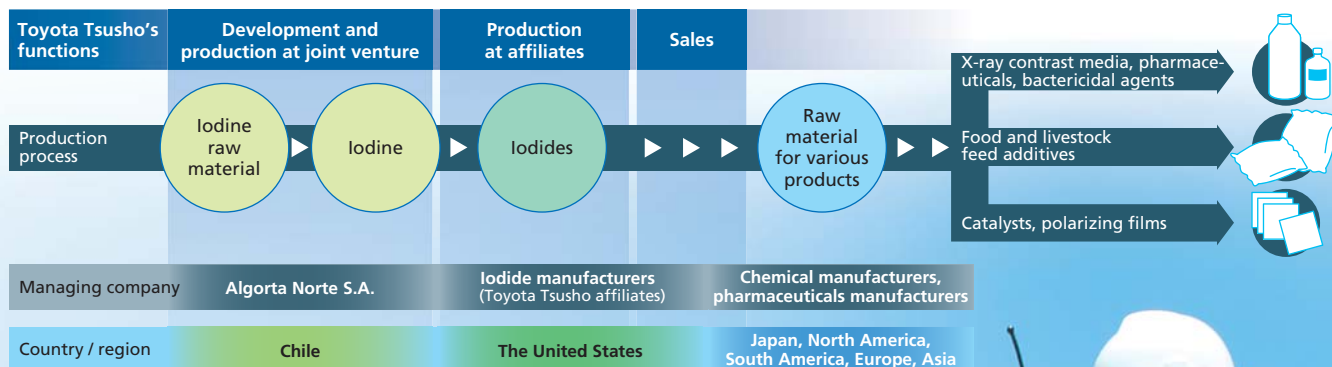 Toyota Tsusho's
functions
Development and
production at joint venture
Production
at affiliates
Sales
Production
process
Iodine
raw
material
Iodine
Iodides
Raw
material
for various
products
X-ray contrast media, pharmace-
uticals, bactericidal agents
Food and livestock
feed additives
Catalysts, polarizing films
Managing company
Algorta Norte S.A.
Iodide manufacturers
(Toyota Tsusho affiliates)
Chemical manufacturers,
pharmaceuticals manufacturers
Country / region
Chile
The United States
Japan, North America,
South America, Europe, Asia